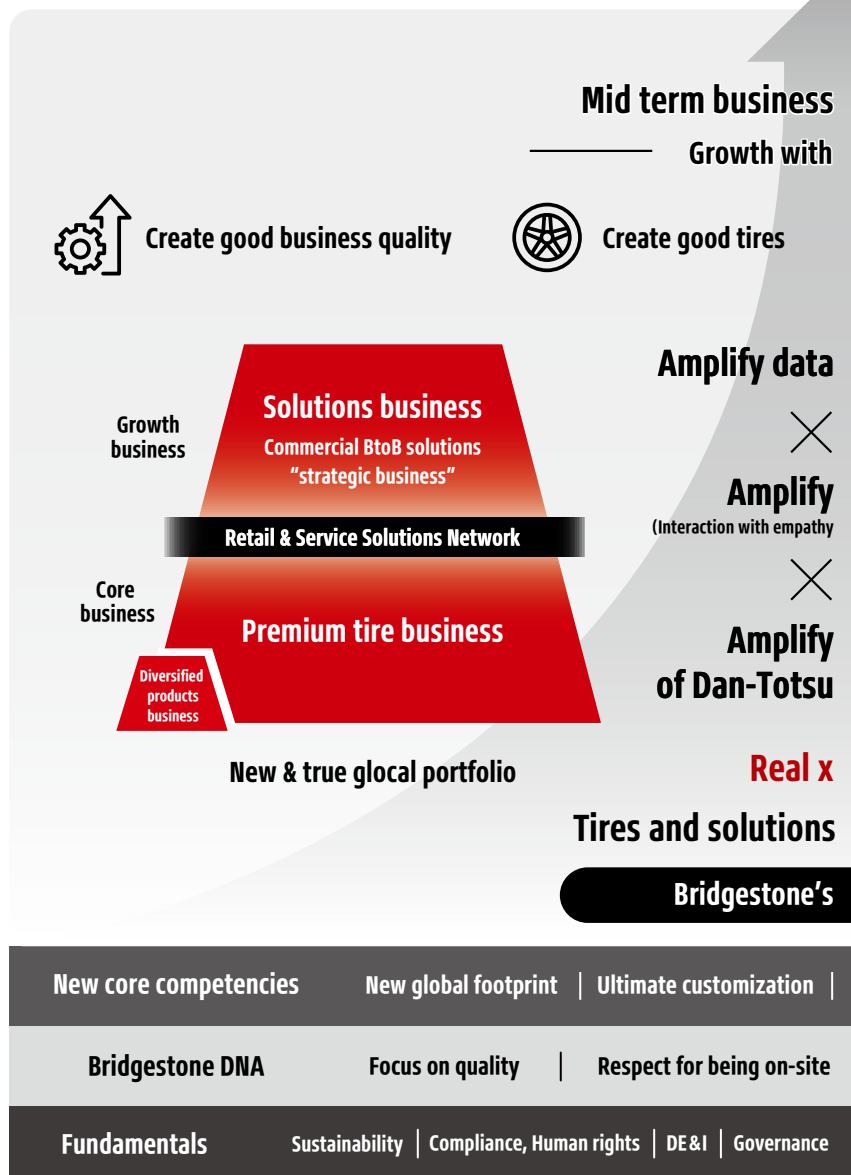 Mid term business
Growth with
Create good business quality
Create good tires
Amplify data
Solutions business
Commercial BtoB solutions
“strategic business”
Growth
business
Amplify
(Interaction with empathy
Retail & Service Solutions Network
Core
business
Premium tire business
Amplify
of Dan-Totsu
Diversified
products
business
New & true glocal portfolio
Real x
Tires and solutions
Bridgestone’s
New core competencies
New global footprint | Ultimate customization |
Bridgestone DNA
Focus on quality | Respect for being on-site
Fundamentals
Sustainability | Compliance, Human rights | DE&I | Governance